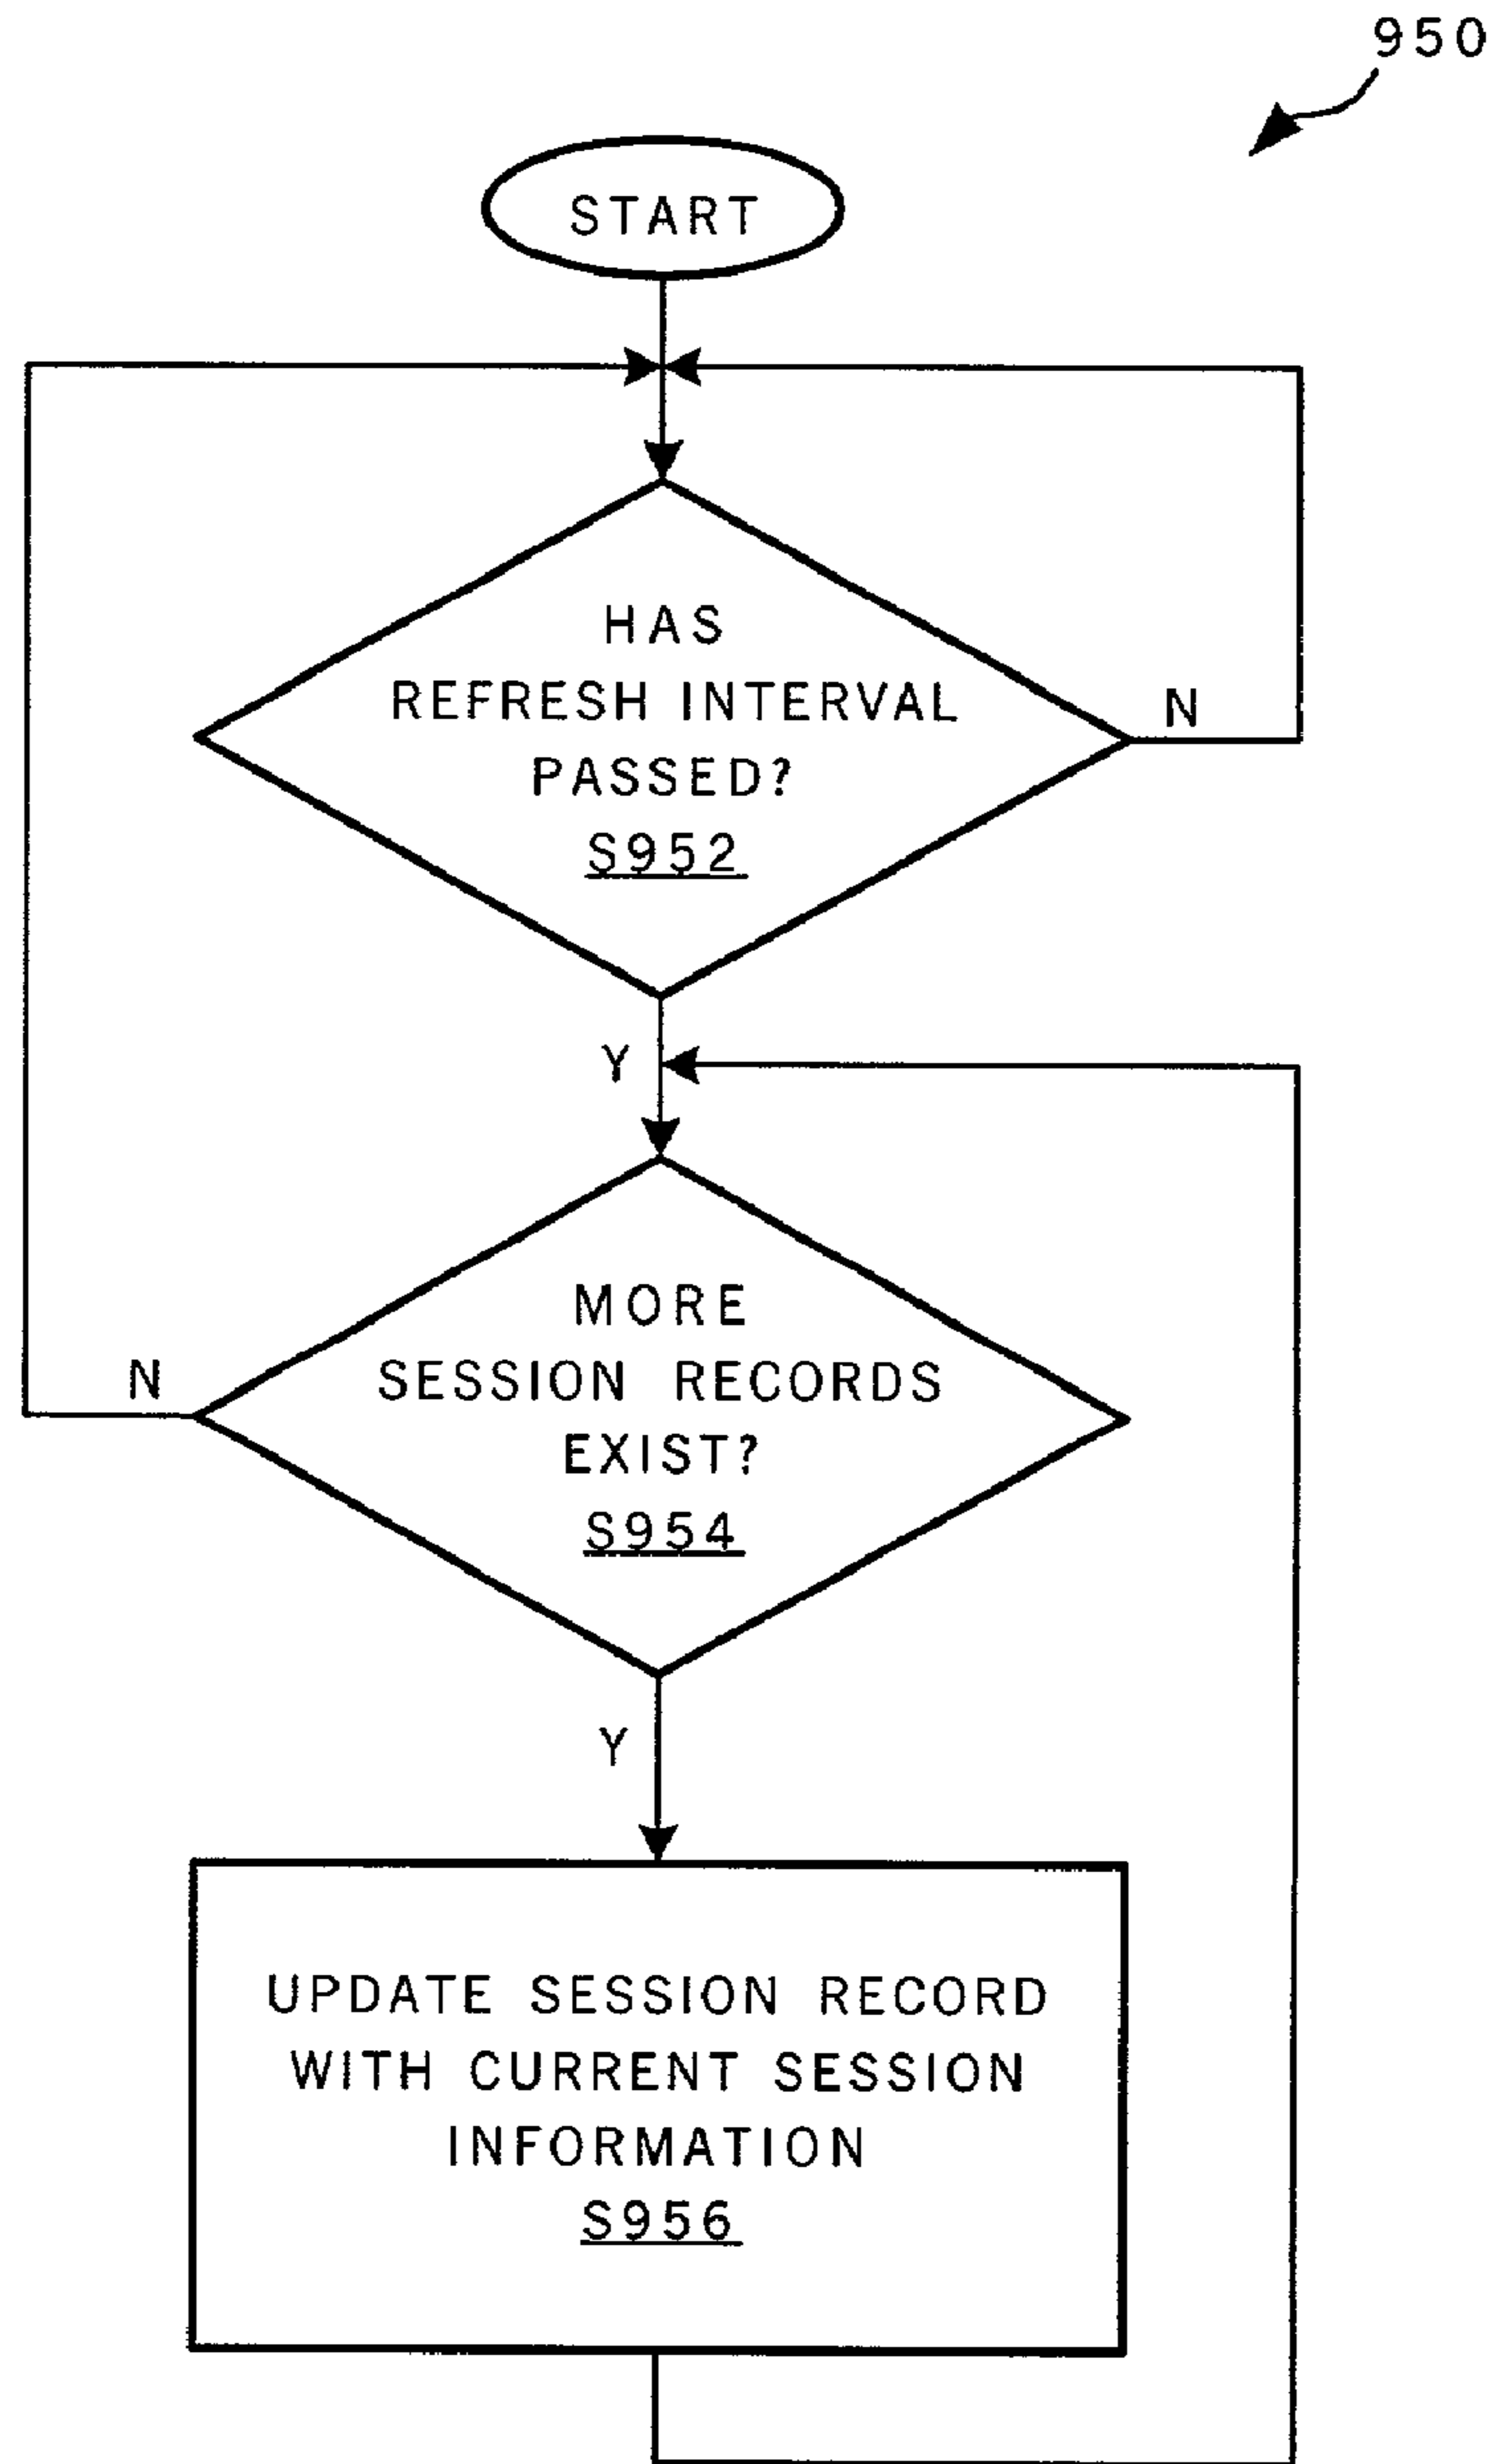 950
START
HAS
REFRESH INTERVAL
PASSED?
S952
N
Y
MORE
SESSION RECORDS
EXIST?
S954
N
Y
UPDATE SESSION RECORD
WITH CURRENT SESSION
INFORMATION
S956